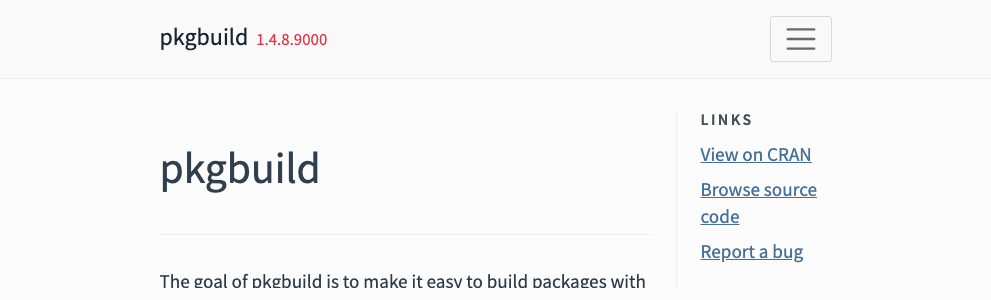 pkgbuild 1.4.8.9000
pkgbuild
The goal of pkgbuild is to make it easy to build packages with
LINKS
View on CRAN
Browse source
code
Report a bug